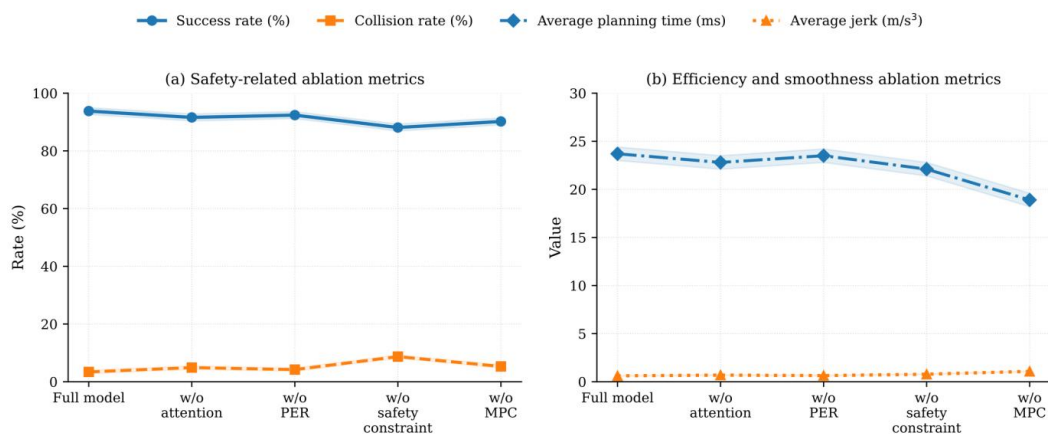 Success rate (%) Collision rate (%) Average planning time (ms) Average jerk (m/s³)
(a) Safety-related ablation metrics
Rate (%)
100
80
60
40
20
0
Full model w/o attention w/o PER w/o safety constraint w/o MPC
(b) Efficiency and smoothness ablation metrics
Value
30
25
20
15
10
5
0
Full model w/o attention w/o PER w/o safety constraint w/o MPC